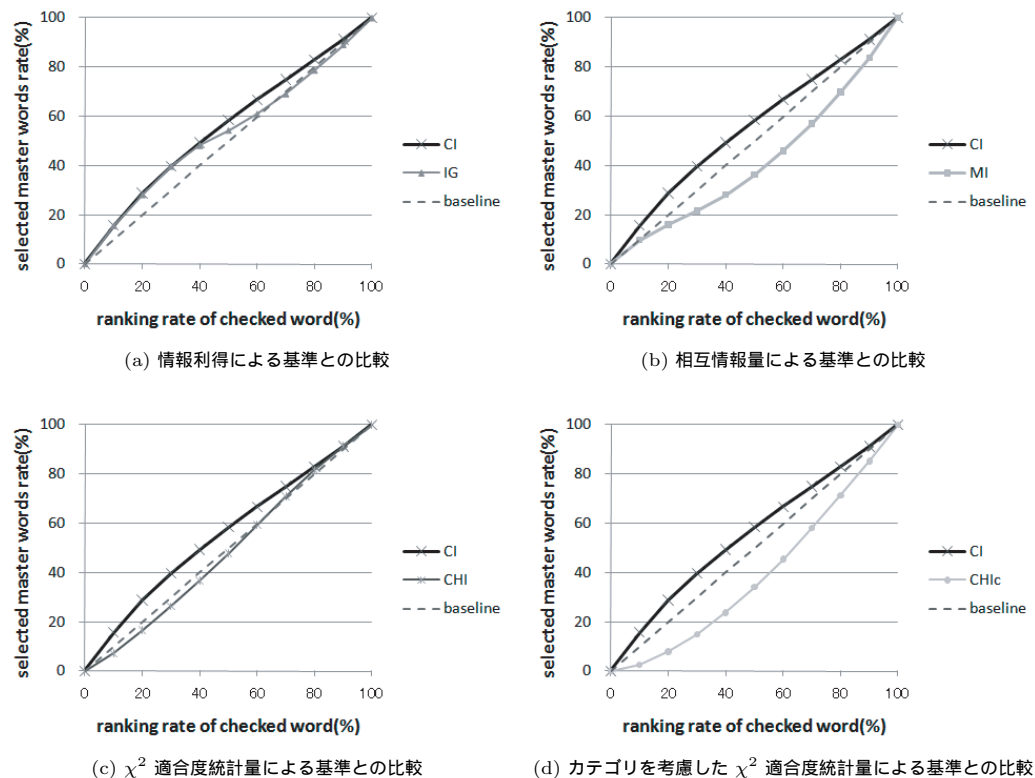 selected master words rate(%)
100
80
60
40
20
0
0 20 40 60 80 100
ranking rate of checked word(%)
CI
IG
baseline
(a) 情報利得による基準との比較
selected master words rate(%)
100
80
60
40
20
0
0 20 40 60 80 100
ranking rate of checked word(%)
CI
MI
baseline
(b) 相互情報量による基準との比較
selected master words rate(%)
100
80
60
40
20
0
0 20 40 60 80 100
ranking rate of checked word(%)
CI
CHI
baseline
(c) χ² 適合度統計量による基準との比較
selected master words rate(%)
100
80
60
40
20
0
0 20 40 60 80 100
ranking rate of checked word(%)
CI
CHIc
baseline
(d) カテゴリを考慮した χ² 適合度統計量による基準との比較